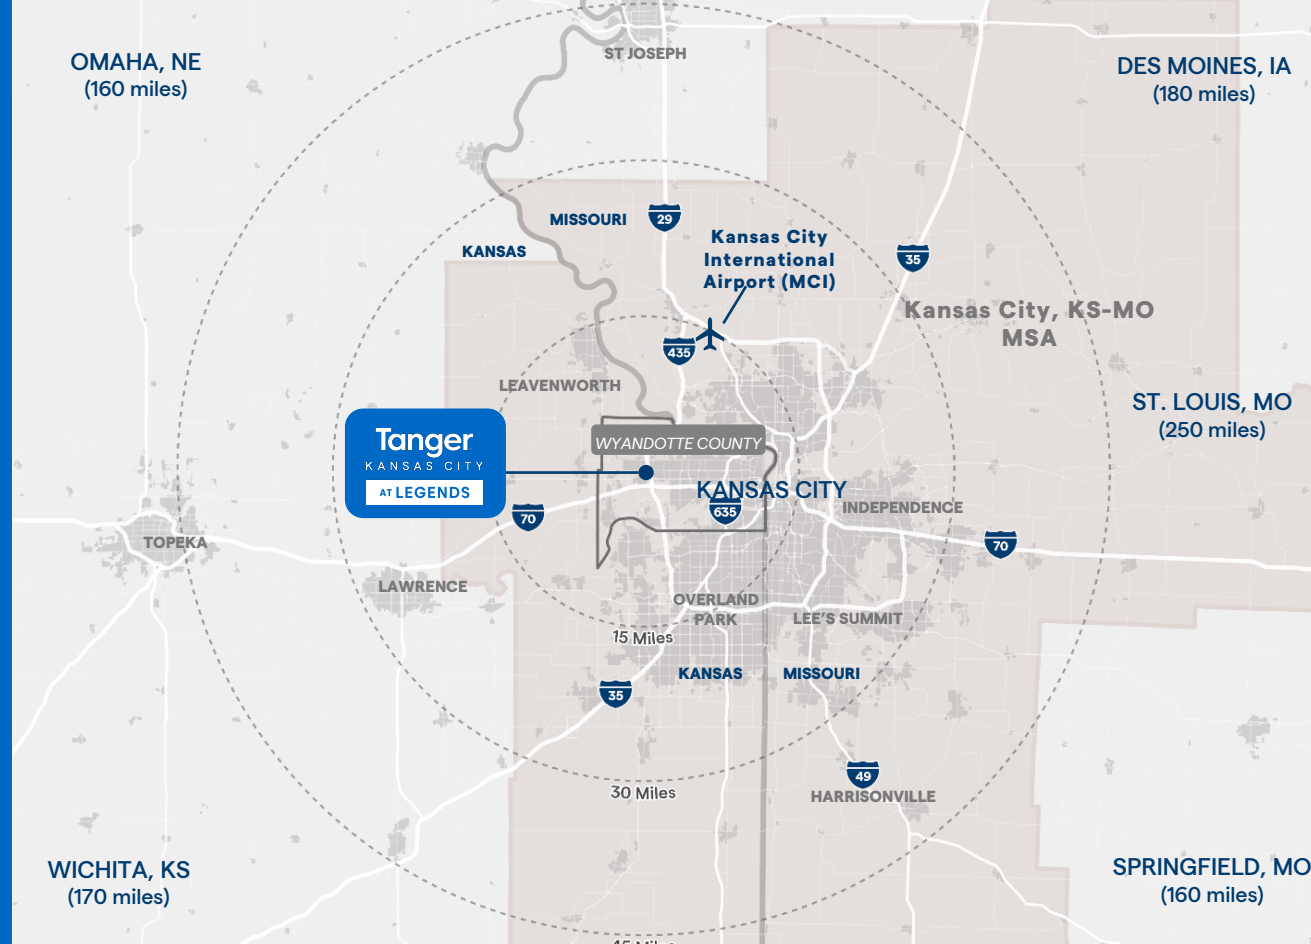 ST JOSEPH
OMAHA, NE
(160 miles)
DES MOINES, IA
(180 miles)
MISSOURI
29
KANSAS
Kansas City
International
Airport (MCI)
35
Kansas City, KS-MO
MSA
435
LEAVENWORTH
ST. LOUIS, MO
(250 miles)
Tanger
KANSAS CITY
AT LEGENDS
WYANDOTTE COUNTY
KANSAS CITY
635
INDEPENDENCE
70
70
TOPEKA
LAWRENCE
OVERLAND
PARK
LEE'S SUMMIT
15 Miles
KANSAS
MISSOURI
35
49
30 Miles
HARRISONVILLE
WICHITA, KS
(170 miles)
SPRINGFIELD, MO
(160 miles)
45 Miles